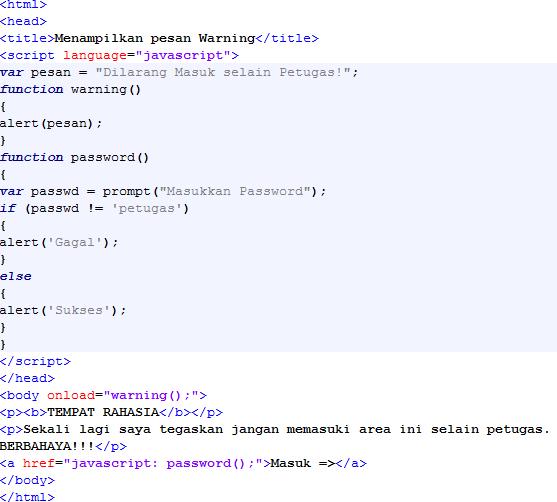 <html>
<head>
<title>Menampilkan pesan Warning</title>
<script language="javascript">
var pesan = "Dilarang Masuk selain Petugas!";
function warning()
{
alert(pesan);
}
function password()
{
var passwd = prompt("Masukkan Password");
if (passwd != 'petugas')
{
alert('Gagal');
}
else
{
alert('Sukses');
}
}
</script>
</head>
<body onload="warning();">
<p><b>TEMPAT RAHASIA</b></p>
<p>Sekali lagi saya tegaskan jangan memasuki area ini selain petugas.
BERBAHAYA!!!</p>
<a href="javascript: password();">Masuk =></a>
</body>
</html>